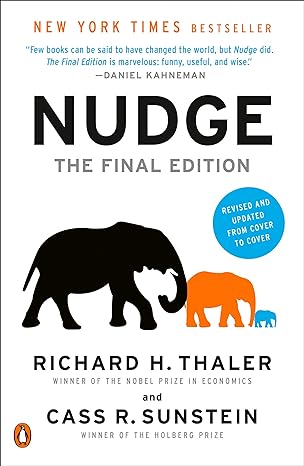 NEW YORK TIMES BESTSELLER
"Few books can be said to have changed the world, but Nudge did.
The Final Edition is marvelous: funny, useful, and wise."
—DANIEL KAHNEMAN
NUDGE
THE FINAL EDITION
REVISED AND
UPDATED
FROM COVER
TO COVER
RICHARD H. THALER
WINNER OF THE NOBEL PRIZE IN ECONOMICS
and
CASS R. SUNSTEIN
WINNER OF THE HOLBERG PRIZE